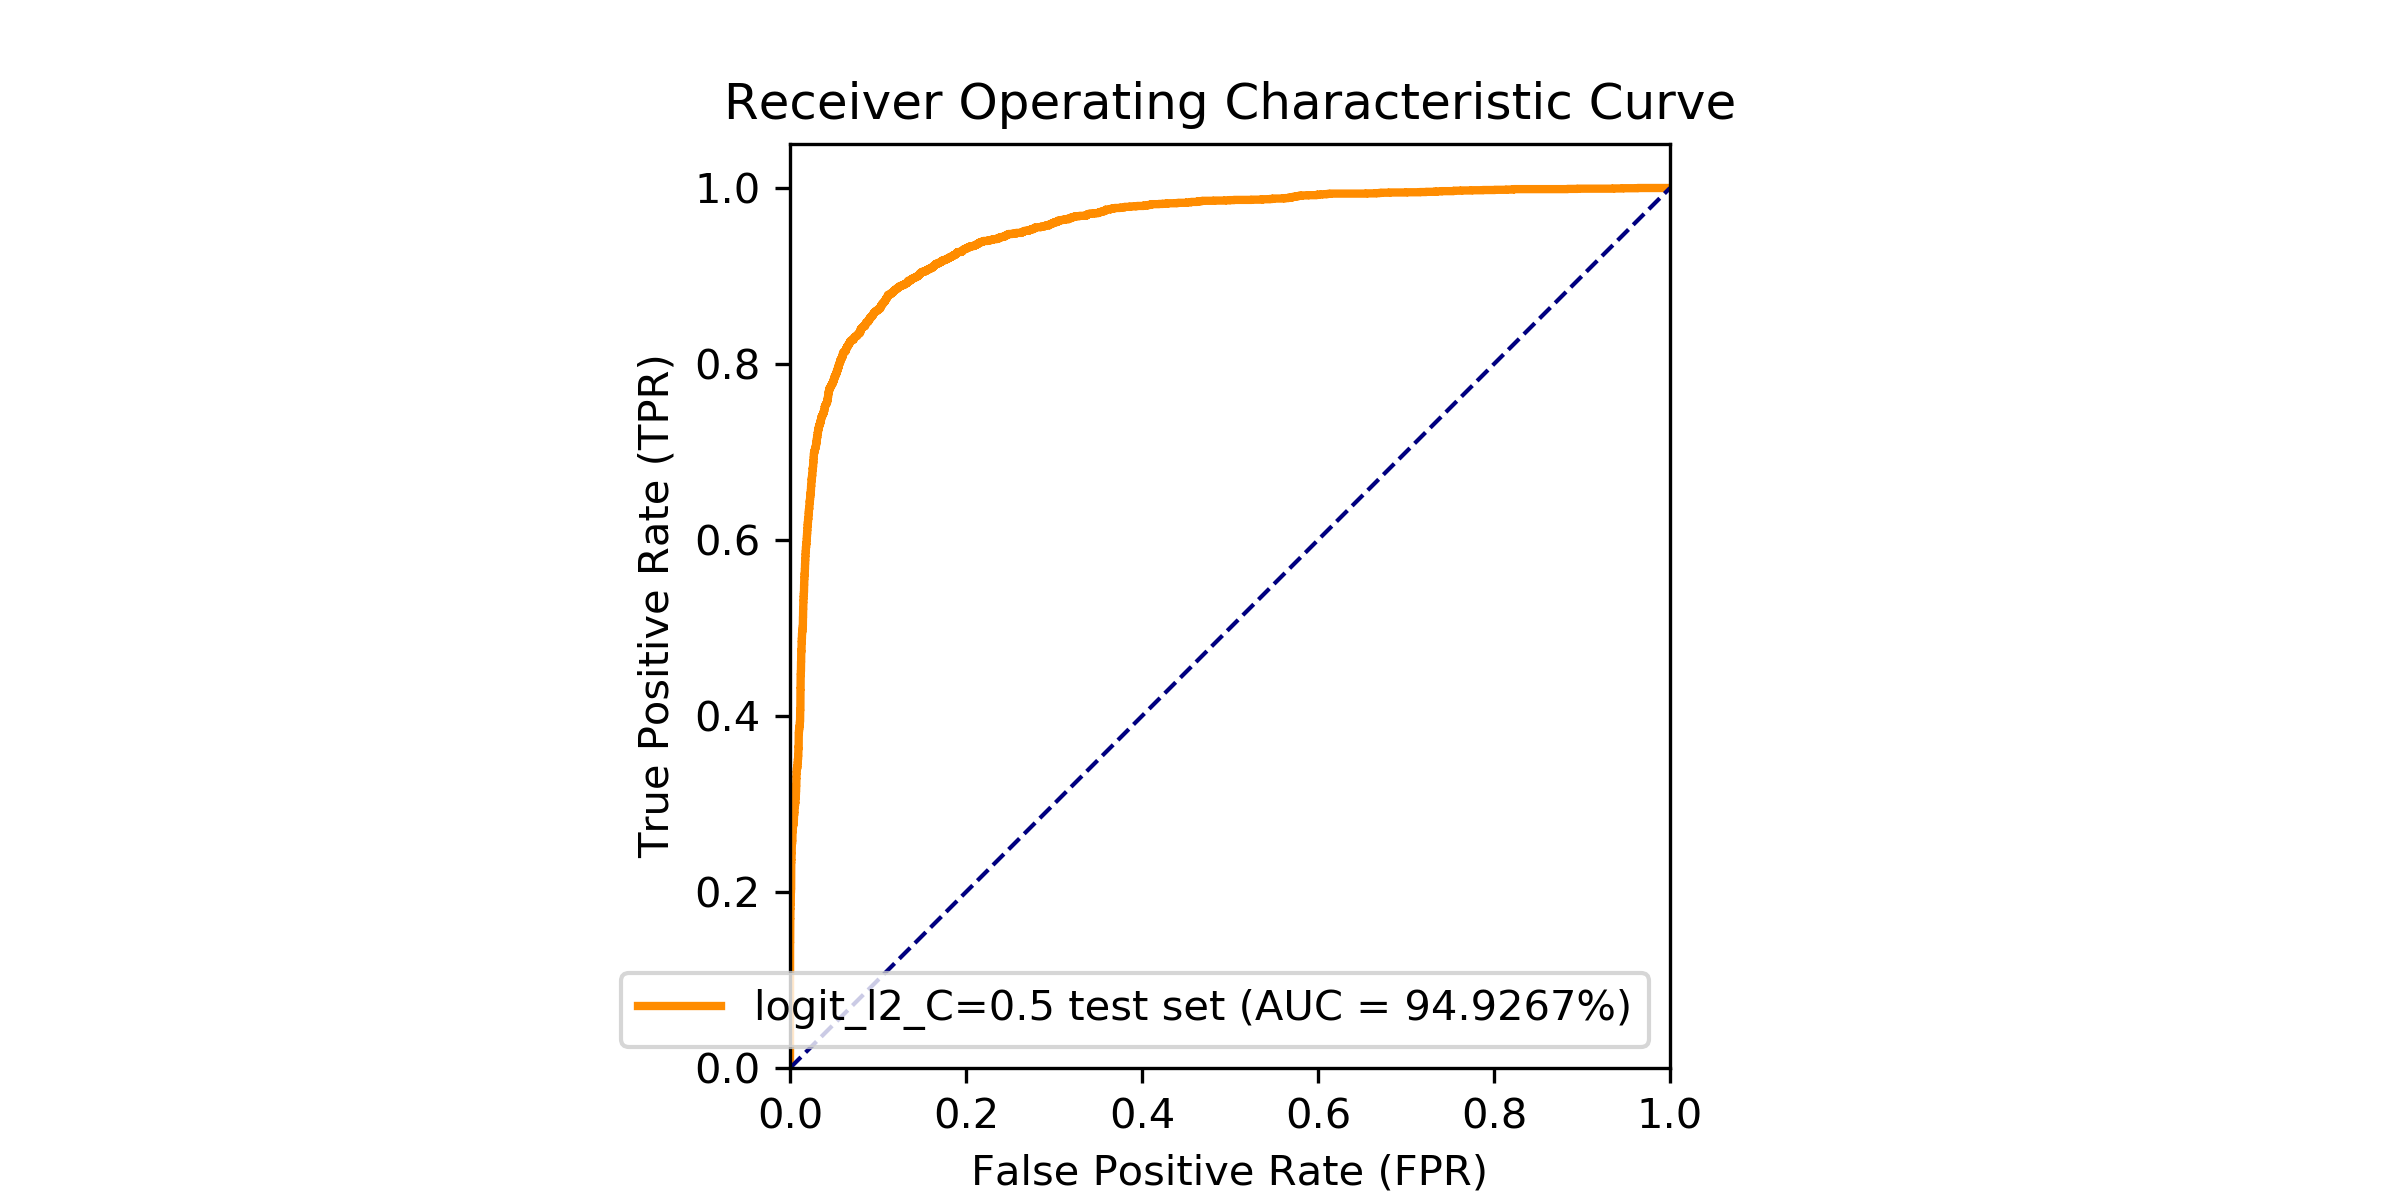 Receiver Operating Characteristic Curve
1.0
0.8
0.6
0.4
0.2
0.0
True Positive Rate (TPR)
logit_l2_C=0.5 test set (AUC = 94.9267%)
0.0 0.2 0.4 0.6 0.8 1.0
False Positive Rate (FPR)